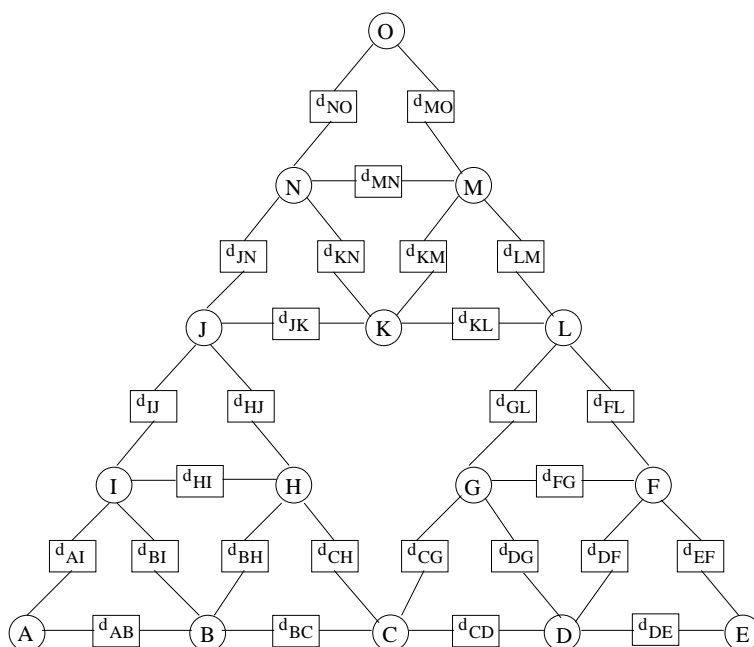 O
dNO dMO
N dMN M
dJN dKN dKM dLM
J dJK K dKL L
dIJ dHJ dGL dFL
I dHI H G dFG F
dAI dBI dBH dCH dCG dDG dDF dEF
A dAB B dBC C dCD D dDE E